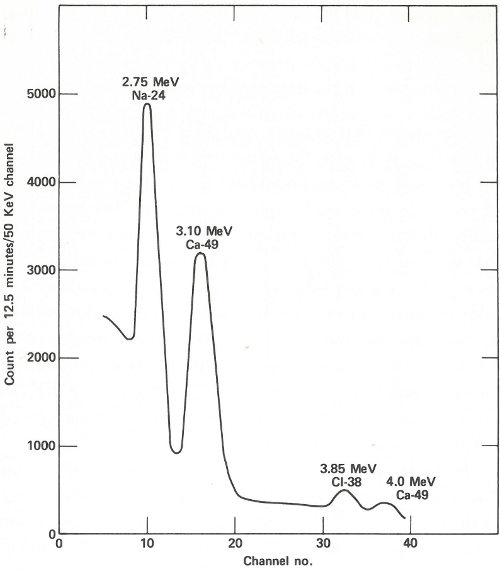 2.75 MeV
Na-24
3.10 MeV
Ca-49
3.85 MeV
Cl-38
4.0 MeV
Ca-49
5000
4000
3000
2000
1000
0
0
10
20
30
40
Count per 12.5 minutes/50 KeV channel
Channel no.